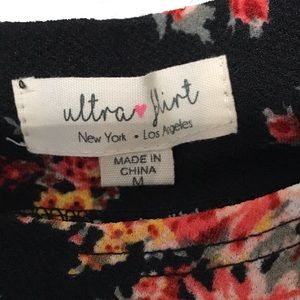 ultra♥flirt
New York • Los Angeles
MADE IN
CHINA
M